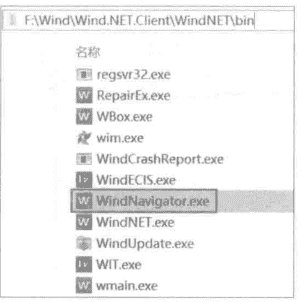 F:\Wind\Wind.NET.Client\WindNET\bin
名称
regsvr32.exe
RepairEx.exe
WBox.exe
wim.exe
WindCrashReport.exe
WindECIS.exe
WindNavigator.exe
WindNET.exe
WindUpdate.exe
WIT.exe
wmain.exe